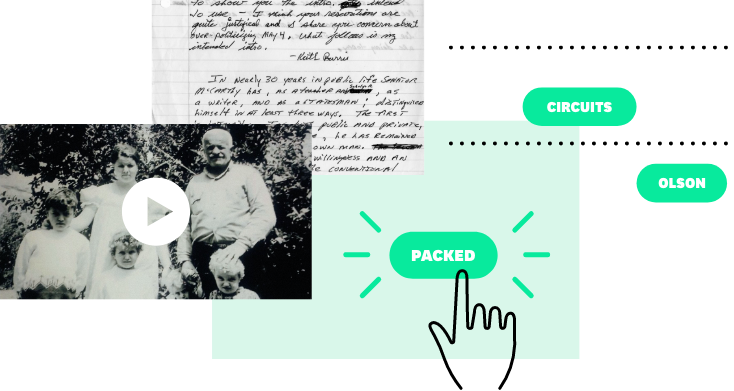 to show you the intro. I intend
to use – I think your reservations are
quite justified and I share your concern about
over-politicizing May 4. What follows is my
intended intro.
– Keith Burris
In nearly 30 years in public life Senator
McCarthy has, as a teacher and, as
a writer, and as a statesman; distinguished
himself in at least three ways. The first
public and private,
, he has remained
own man.
willingness and an
the conventional
CIRCUITS
OLSON
PACKED